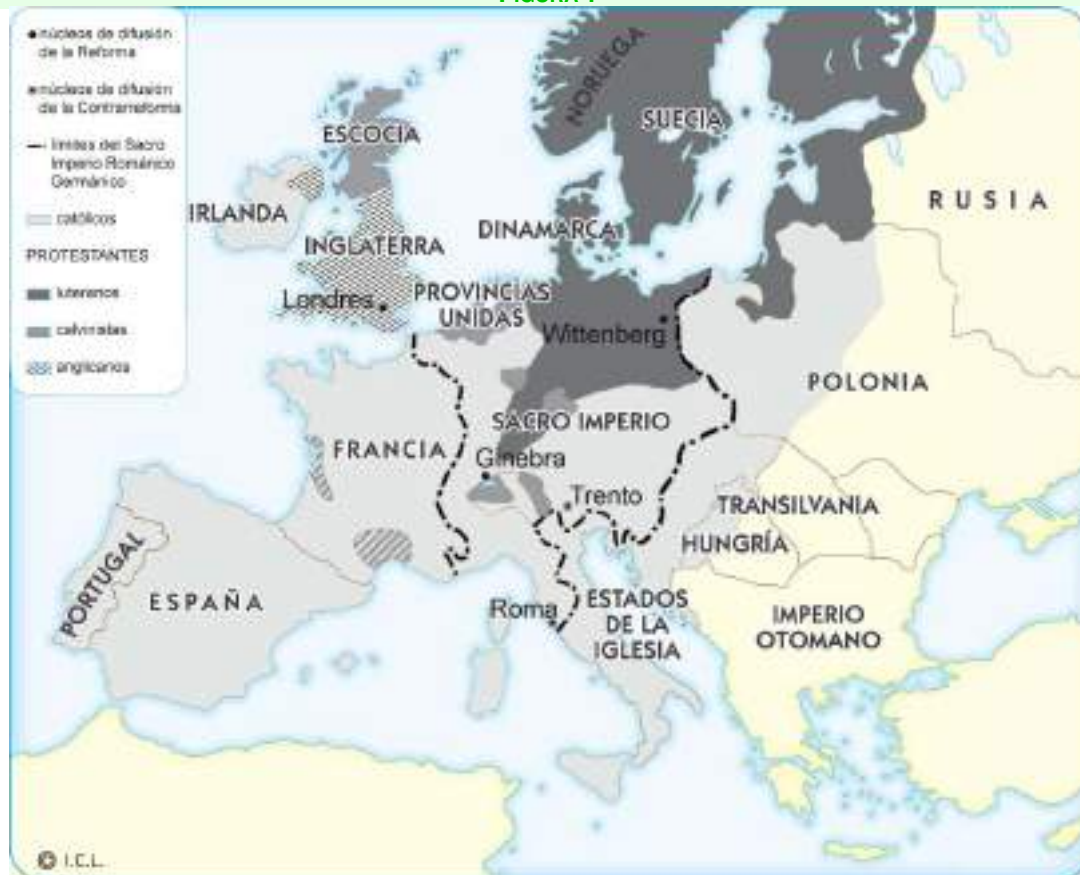 núcleos de difusión
de la Reforma
núcleos de difusión
de la Contrarreforma
límites del Sacro
Imperio Románico
Germánico
católicos
PROTESTANTES
luteranos
calvinistas
anglicanos
NORUEGA
SUECIA
ESCOCIA
RUSIA
IRLANDA
DINAMARCA
INGLATERRA
PROVINCIAS
UNIDAS
Londres
Wittenberg
POLONIA
SACRO IMPERIO
FRANCIA
Ginebra
Trento
TRANSILVANIA
HUNGRÍA
PORTUGAL
ESPAÑA
Roma
ESTADOS
DE LA
IGLESIA
IMPERIO
OTOMANO
© I.C.L.